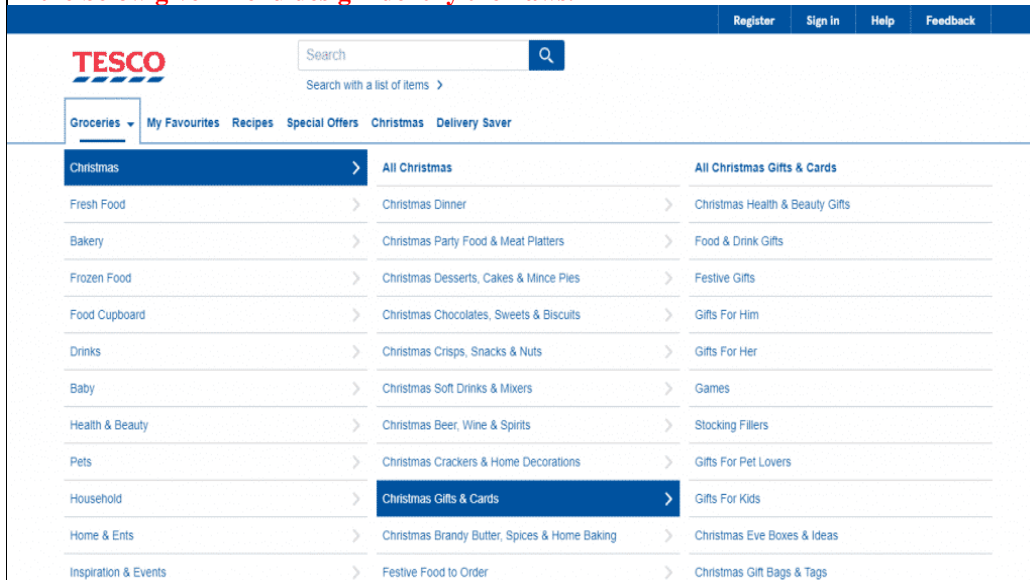 Register Sign in Help Feedback
TESCO
Search
Search with a list of items
Groceries My Favourites Recipes Special Offers Christmas Delivery Saver
Christmas All Christmas All Christmas Gifts & Cards
Fresh Food Christmas Dinner Christmas Health & Beauty Gifts
Bakery Christmas Party Food & Meat Platters Food & Drink Gifts
Frozen Food Christmas Desserts, Cakes & Mince Pies Festive Gifts
Food Cupboard Christmas Chocolates, Sweets & Biscuits Gifts For Him
Drinks Christmas Crisps, Snacks & Nuts Gifts For Her
Baby Christmas Soft Drinks & Mixers Games
Health & Beauty Christmas Beer, Wine & Spirits Stocking Fillers
Pets Christmas Crackers & Home Decorations Gifts For Pet Lovers
Household Christmas Gifts & Cards Gifts For Kids
Home & Ents Christmas Brandy Butter, Spices & Home Baking Christmas Eve Boxes & Ideas
Inspiration & Events Festive Food to Order Christmas Gift Bags & Tags